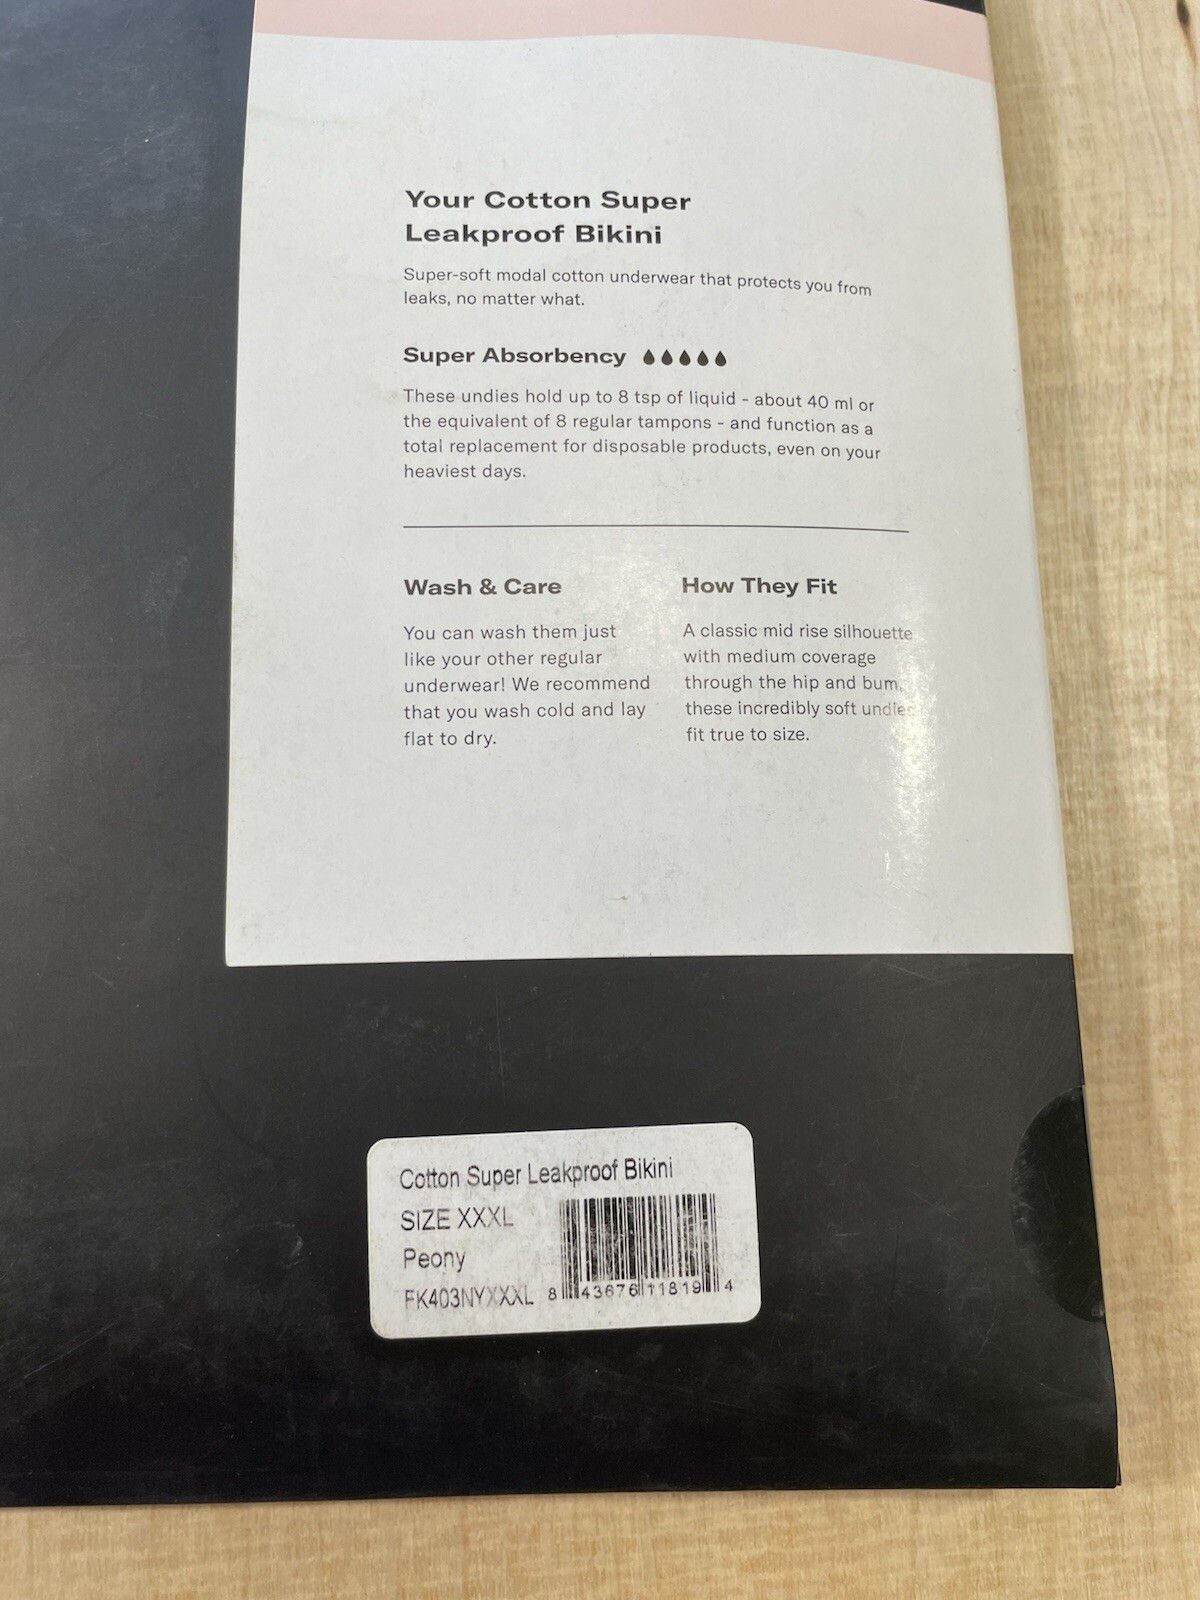 Your Cotton Super
Leakproof Bikini
Super-soft modal cotton underwear that protects you from
leaks, no matter what.
Super Absorbency
These undies hold up to 8 tsp of liquid - about 40 ml or
the equivalent of 8 regular tampons - and function as a
total replacement for disposable products, even on your
heaviest days.
Wash & Care
You can wash them just
like your other regular
underwear! We recommend
that you wash cold and lay
flat to dry.
How They Fit
A classic mid rise silhouette
with medium coverage
through the hip and bum,
these incredibly soft undies
fit true to size.
Cotton Super Leakproof Bikini
SIZE XXXL
Peony
FK403NYXXXL
8 43676 11819 4